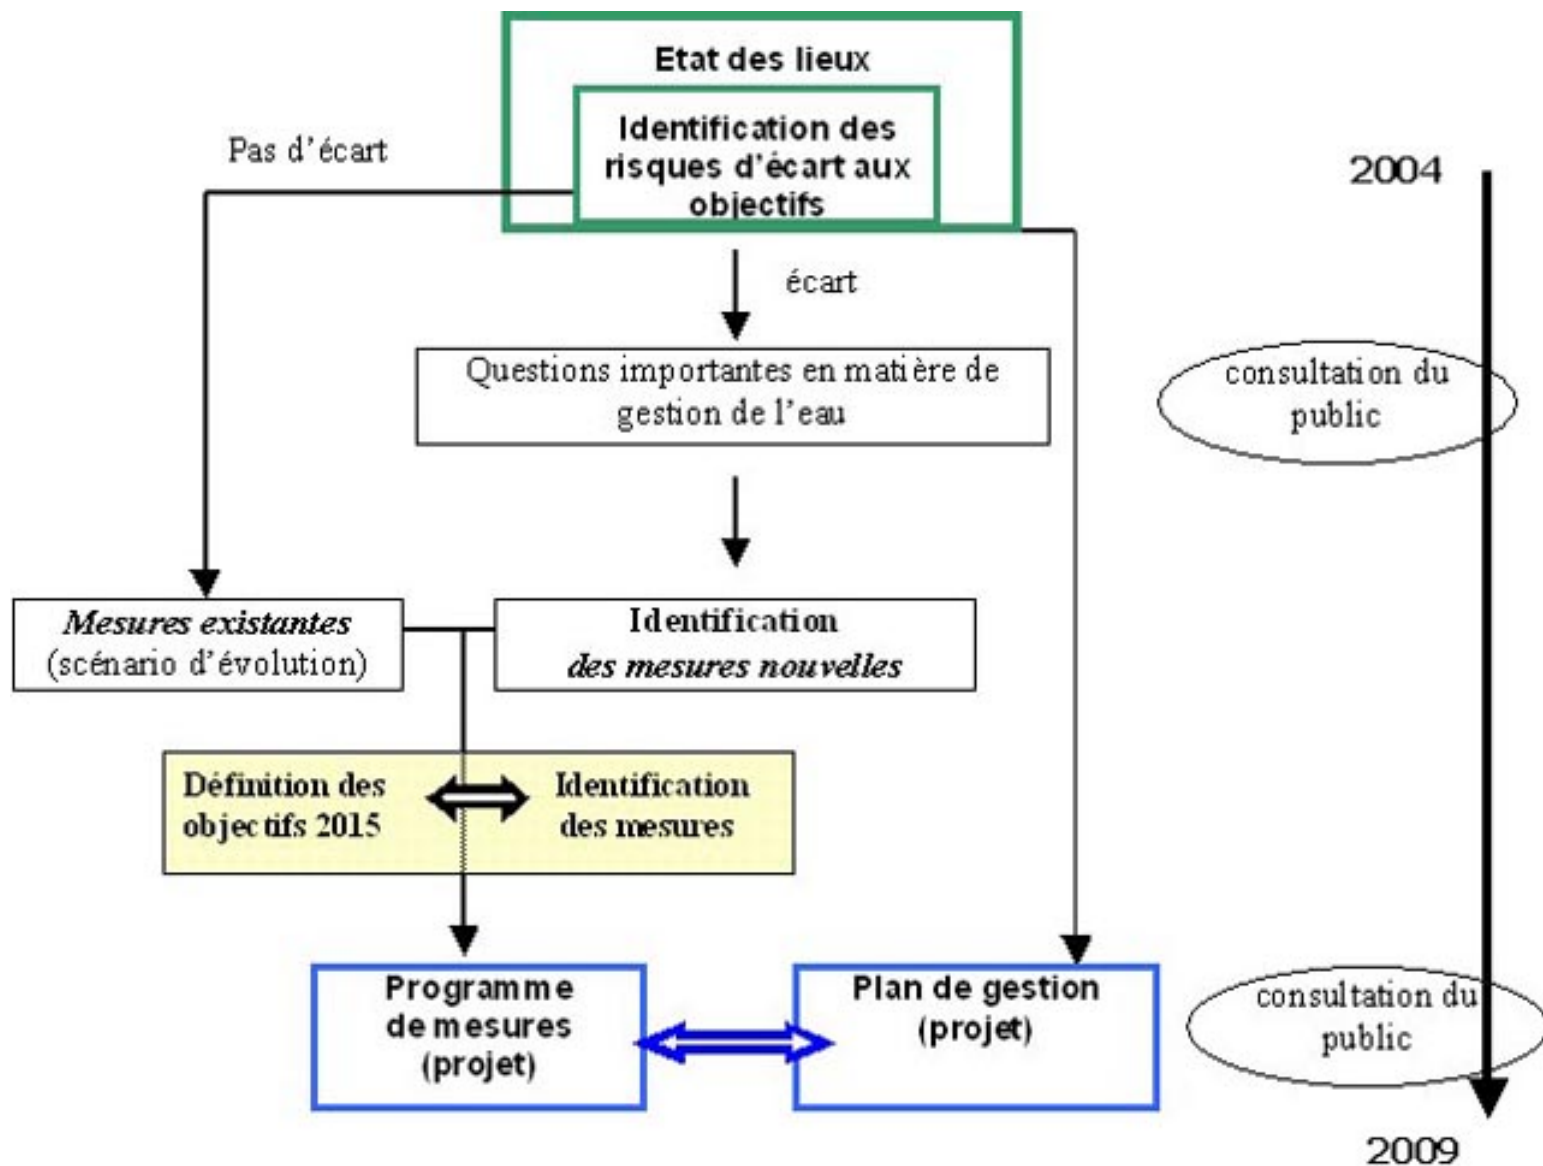 Etat des lieux
Identification des
risques d'écart aux
objectifs
Pas d'écart
2004
écart
Questions importantes en matière de
gestion de l'eau
consultation du
public
Mesures existantes
(scénario d'évolution)
Identification
des mesures nouvelles
Définition des
objectifs 2015
Identification
des mesures
Programme
de mesures
(projet)
Plan de gestion
(projet)
consultation du
public
2009